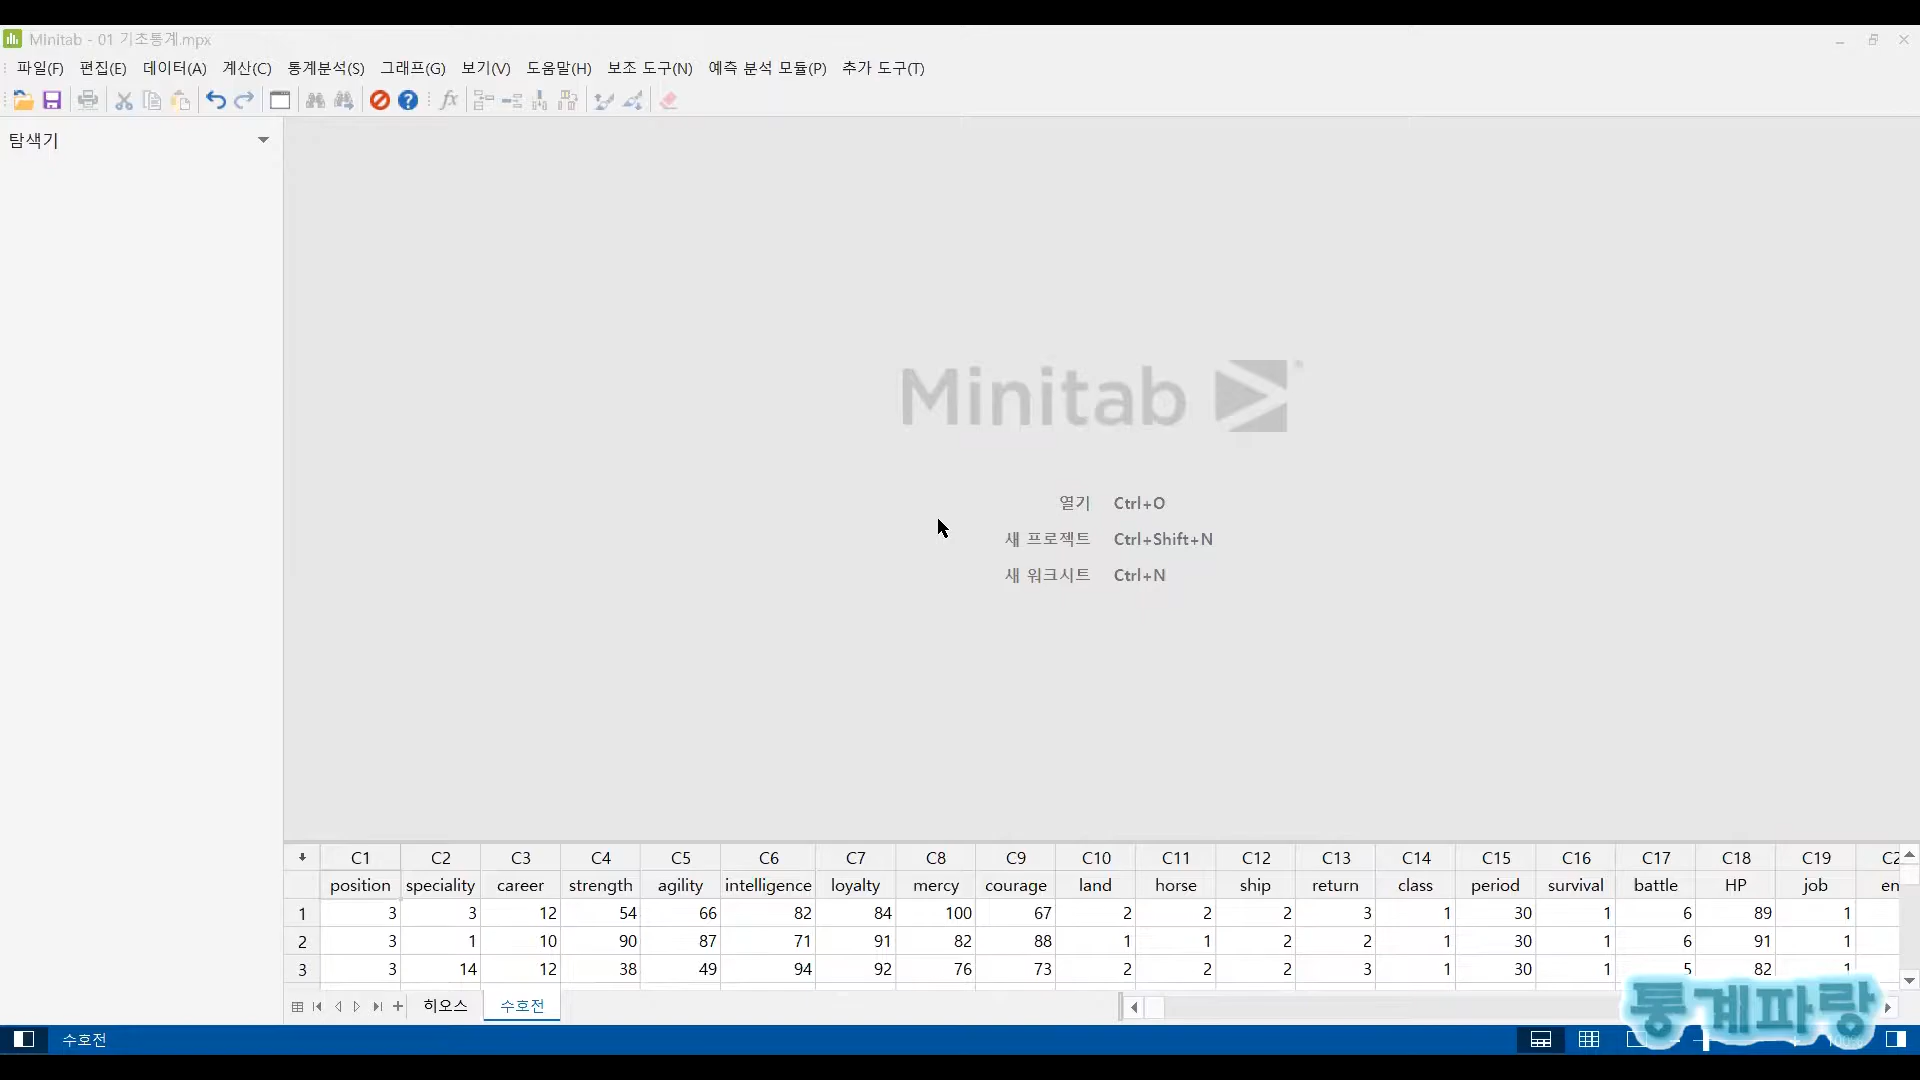 Minitab - 01 기초통계.mpx
파일(F) 편집(E) 데이터(A) 계산(C) 통계분석(S) 그래프(G) 보기(V) 도움말(H) 보조 도구(N) 예측 분석 모듈(P) 추가 도구(T)
탐색기
Minitab
열기 Ctrl+O
새 프로젝트 Ctrl+Shift+N
새 워크시트 Ctrl+N
C1 C2 C3 C4 C5 C6 C7 C8 C9 C10 C11 C12 C13 C14 C15 C16 C17 C18 C19
position speciality career strength agility intelligence loyalty mercy courage land horse ship return class period survival battle HP job en
1 3 3 12 54 66 82 84 100 67 2 2 2 3 1 30 1 6 89 1
2 3 1 10 90 87 71 91 82 88 1 1 2 2 1 30 1 6 91 1
3 3 14 12 38 49 94 92 76 73 2 2 2 3 1 30 1 5 82 1
히오스 수호전
통계파랑
수호전